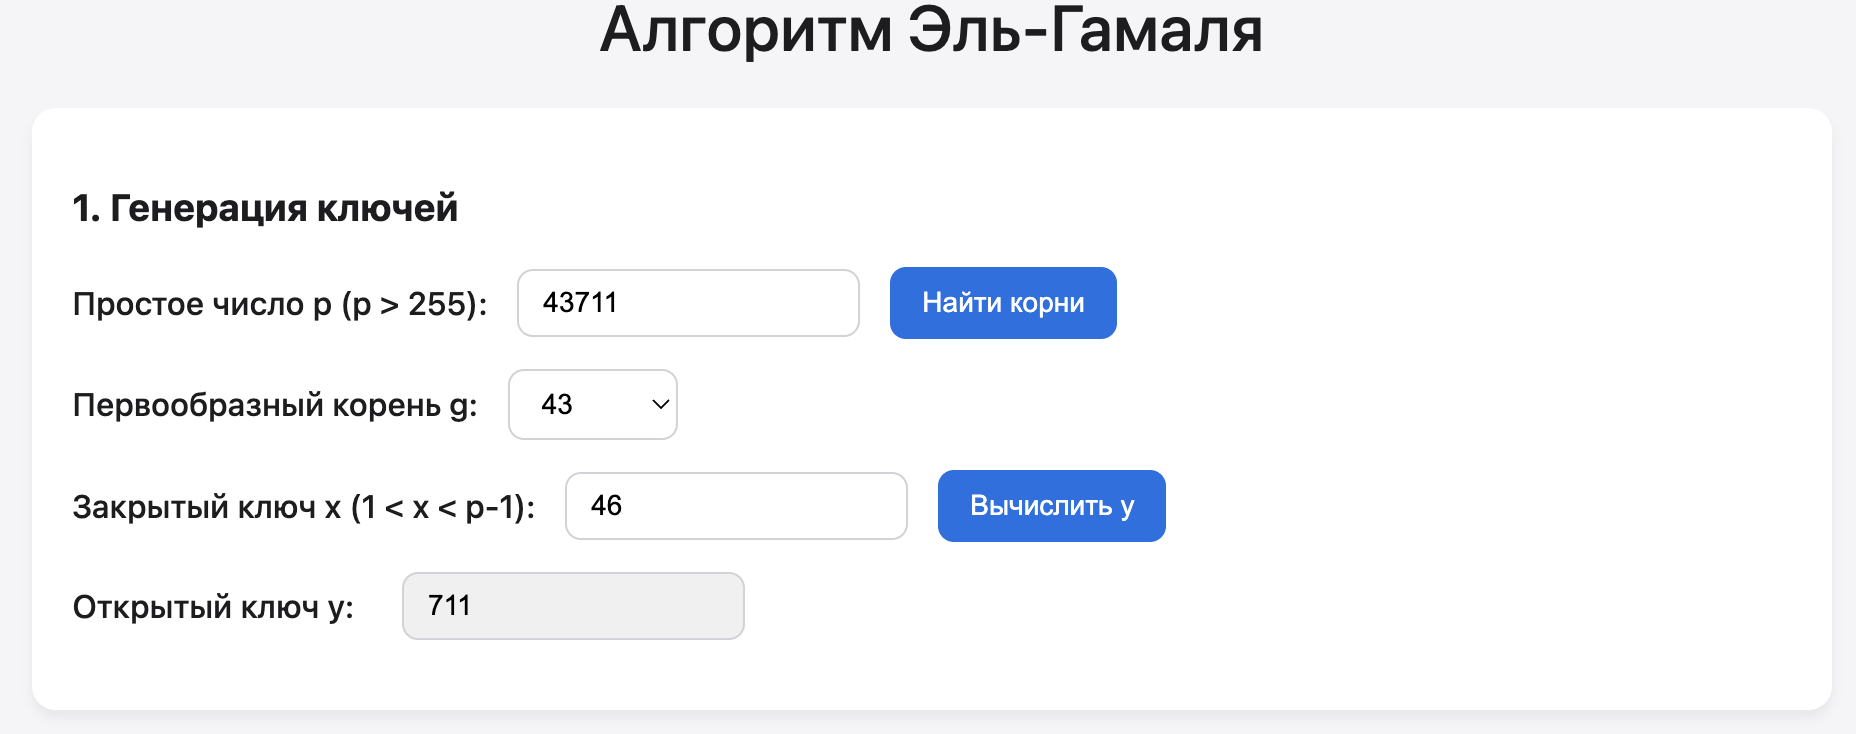 Алгоритм Эль-Гамаля
1. Генерация ключей
Простое число p (p > 255): 43711 Найти корни
Первообразный корень g: 43
Закрытый ключ x (1 < x < p-1): 46 Вычислить y
Открытый ключ y: 711